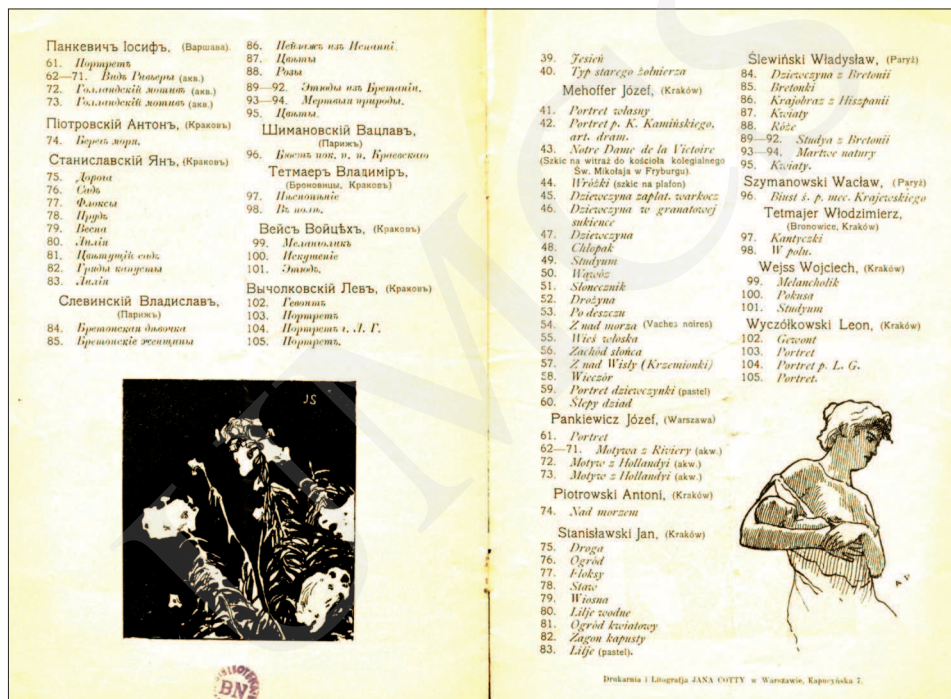 Панкевичъ Іосифъ, (Варшава).
61. Портретъ
62—71. Видъ Ривьеры (акв.)
72. Голландскій мотивъ (акв.)
73. Голландскій мотивъ (акв.)
Піотровскій Антонъ, (Краковъ)
74. Берегъ моря.
Станиславскій Янъ, (Краковъ)
75. Дорога
76. Садъ
77. Флоксы
78. Прудъ
79. Весна
80. Лиліи
81. Цвѣтущій садъ
82. Гряды капусты
83. Лиліи
Слевинскій Владиславъ,
(Парижъ)
84. Бретонская дѣвочка
85. Бретонскіе женщины
86. Пейзажъ изъ Испаніи
87. Цвѣты
88. Розы
89—92. Этюды изъ Бретаніи.
93—94. Мертвая природы.
95. Цвѣты.
Шимановскій Вацлавъ,
(Парижъ)
96. Бюстъ пок. п. п. Краевскаго
Тетмаеръ Владиміръ,
(Броновицы, Краковъ)
97. Пѣснопѣніе
98. Въ полѣ.
Вейсъ Войцѣхъ, (Краковъ)
99. Меланхоликъ
100. Искушеніе
101. Этюдъ.
Вычолковскій Левъ, (Краковъ)
102. Гевонтъ
103. Портретъ
104. Портретъ г. Л. Г.
105. Портретъ.
JS
BN
39. Jesień
40. Typ starego żołnierza
Mehoffer Józef, (Kraków)
41. Portret własny
42. Portret p. K. Kamińskiego,
art. dram.
43. Notre Dame de la Victoire
(Szkic na witraż do kościoła kolegialnego
Św. Mikołaja w Fryburgu).
44. Wróżki (szkic na plafon)
45. Dziewczyna zaplat. warkocz
46. Dziewczyna w granatowej
sukience
47. Dziewczyna
48. Chłopak
49. Studyum
50. Wąwóz
51. Słonecznik
52. Drożyna
53. Po deszczu
54. Z nad morza (Vaches noires)
55. Wieś włoska
56. Zachód słońca
57. Z nad Wisły (Krzemionki)
58. Wieczór
59. Portret dziewczynki (pastel)
60. Ślepy dziad
Pankiewicz Józef, (Warszawa)
61. Portret
62—71. Motywa z Riviery (akw.)
72. Motyw z Hollandyi (akw.)
73. Motyw z Hollandyi (akw.)
Piotrowski Antoni, (Kraków)
74. Nad morzem
Stanisławski Jan, (Kraków)
75. Droga
76. Ogród
77. Floksy
78. Staw
79. Wiosna
80. Lilje wodne
81. Ogród kwiatowy
82. Zagon kapusty
83. Lilje (pastel).
Ślewiński Władysław, (Paryż)
84. Dziewczyna z Bretonii
85. Bretonki
86. Krajobraz z Hiszpanii
87. Kwiaty
88. Róże
89—92. Studya z Bretonii
93—94. Martwe natury
95. Kwiaty.
Szymanowski Wacław, (Paryż)
96. Biust ś. p. mec. Krajewskiego
Tetmajer Włodzimierz,
(Bronowice, Kraków)
97. Kantyczki
98. W polu.
Wejss Wojciech, (Kraków)
99. Melancholik
100. Pokusa
101. Studyum
Wyczółkowski Leon, (Kraków)
102. Gewont
103. Portret
104. Portret p. L. G.
105. Portret.
Drukarnia i Litografja JANA COTTY w Warszawie, Kapucyńska 7.
UMCS